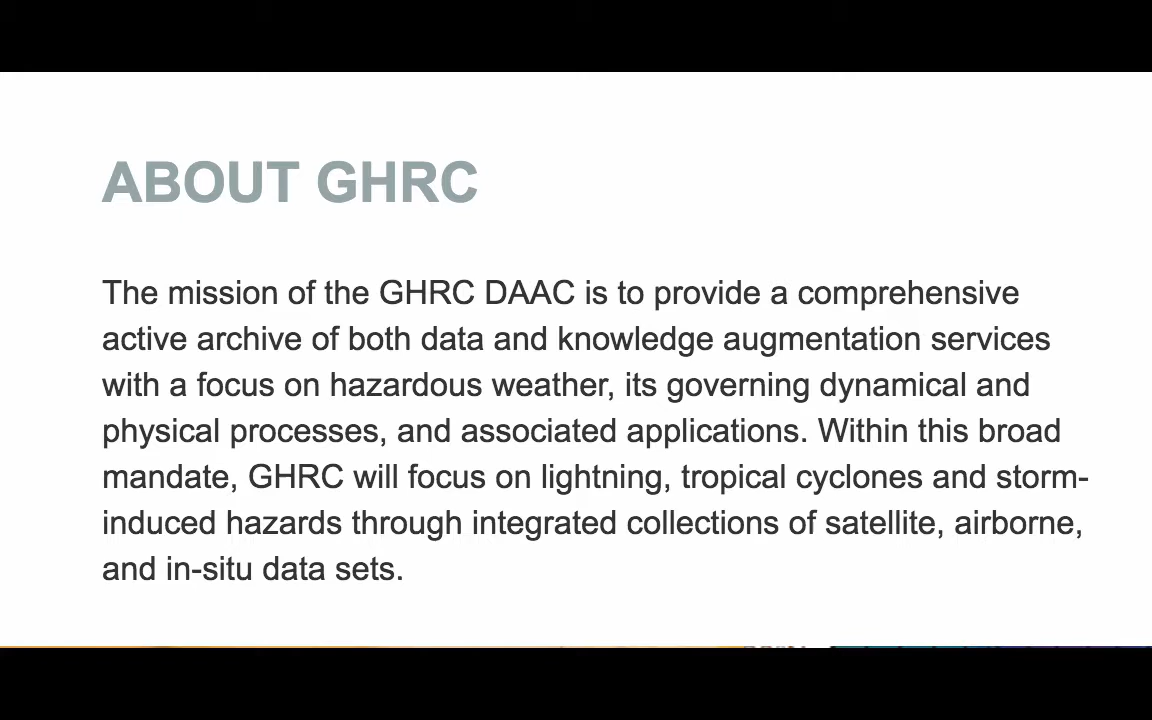 ABOUT GHRC
The mission of the GHRC DAAC is to provide a comprehensive
active archive of both data and knowledge augmentation services
with a focus on hazardous weather, its governing dynamical and
physical processes, and associated applications. Within this broad
mandate, GHRC will focus on lightning, tropical cyclones and storm-
induced hazards through integrated collections of satellite, airborne,
and in-situ data sets.